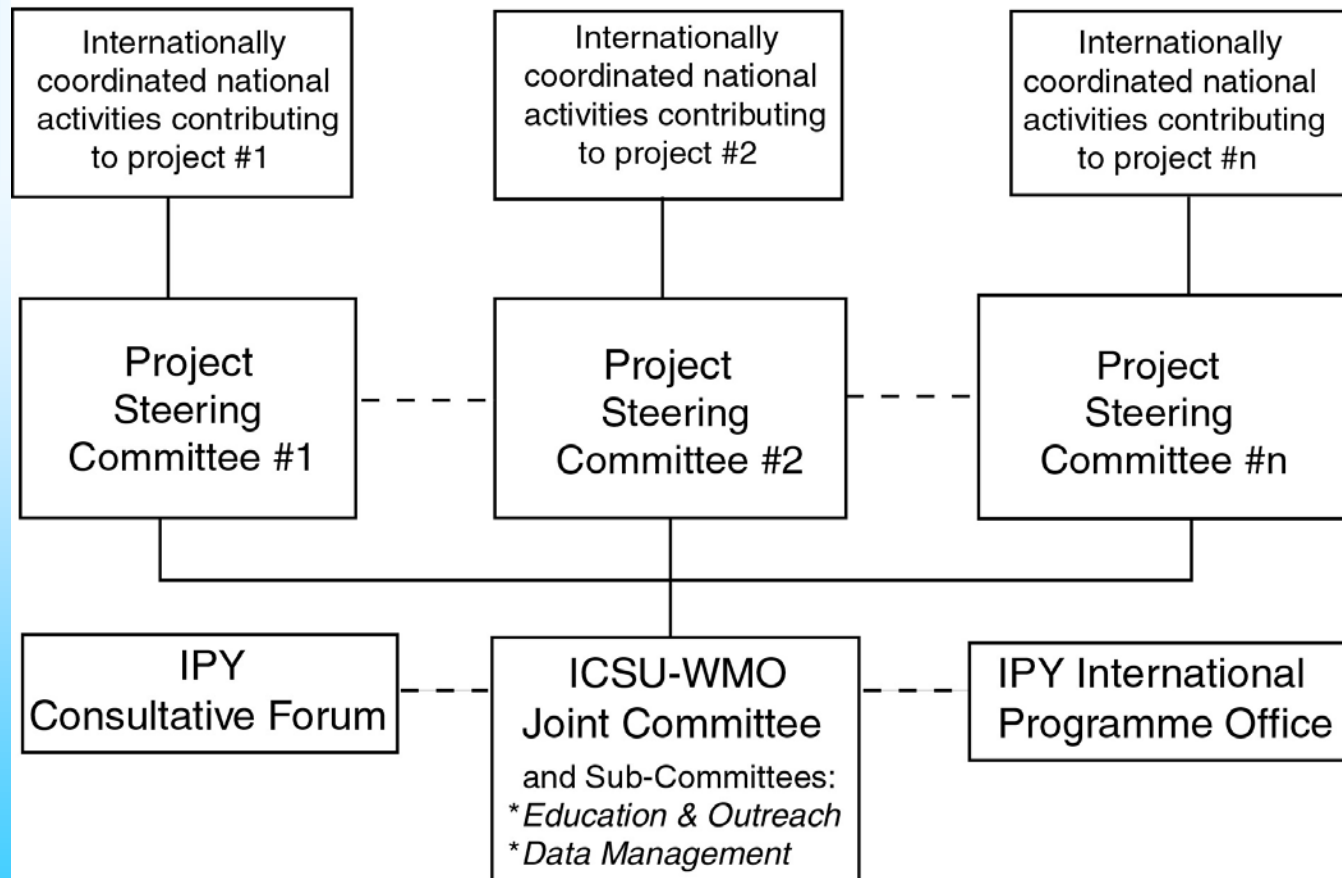 Internationally
coordinated national
activities contributing
to project #1
Internationally
coordinated national
activities contributing
to project #2
Internationally
coordinated national
activities contributing
to project #n
Project
Steering
Committee #1
Project
Steering
Committee #2
Project
Steering
Committee #n
IPY
Consultative Forum
ICSU-WMO
Joint Committee
and Sub-Committees:
*Education & Outreach
*Data Management
IPY International
Programme Office